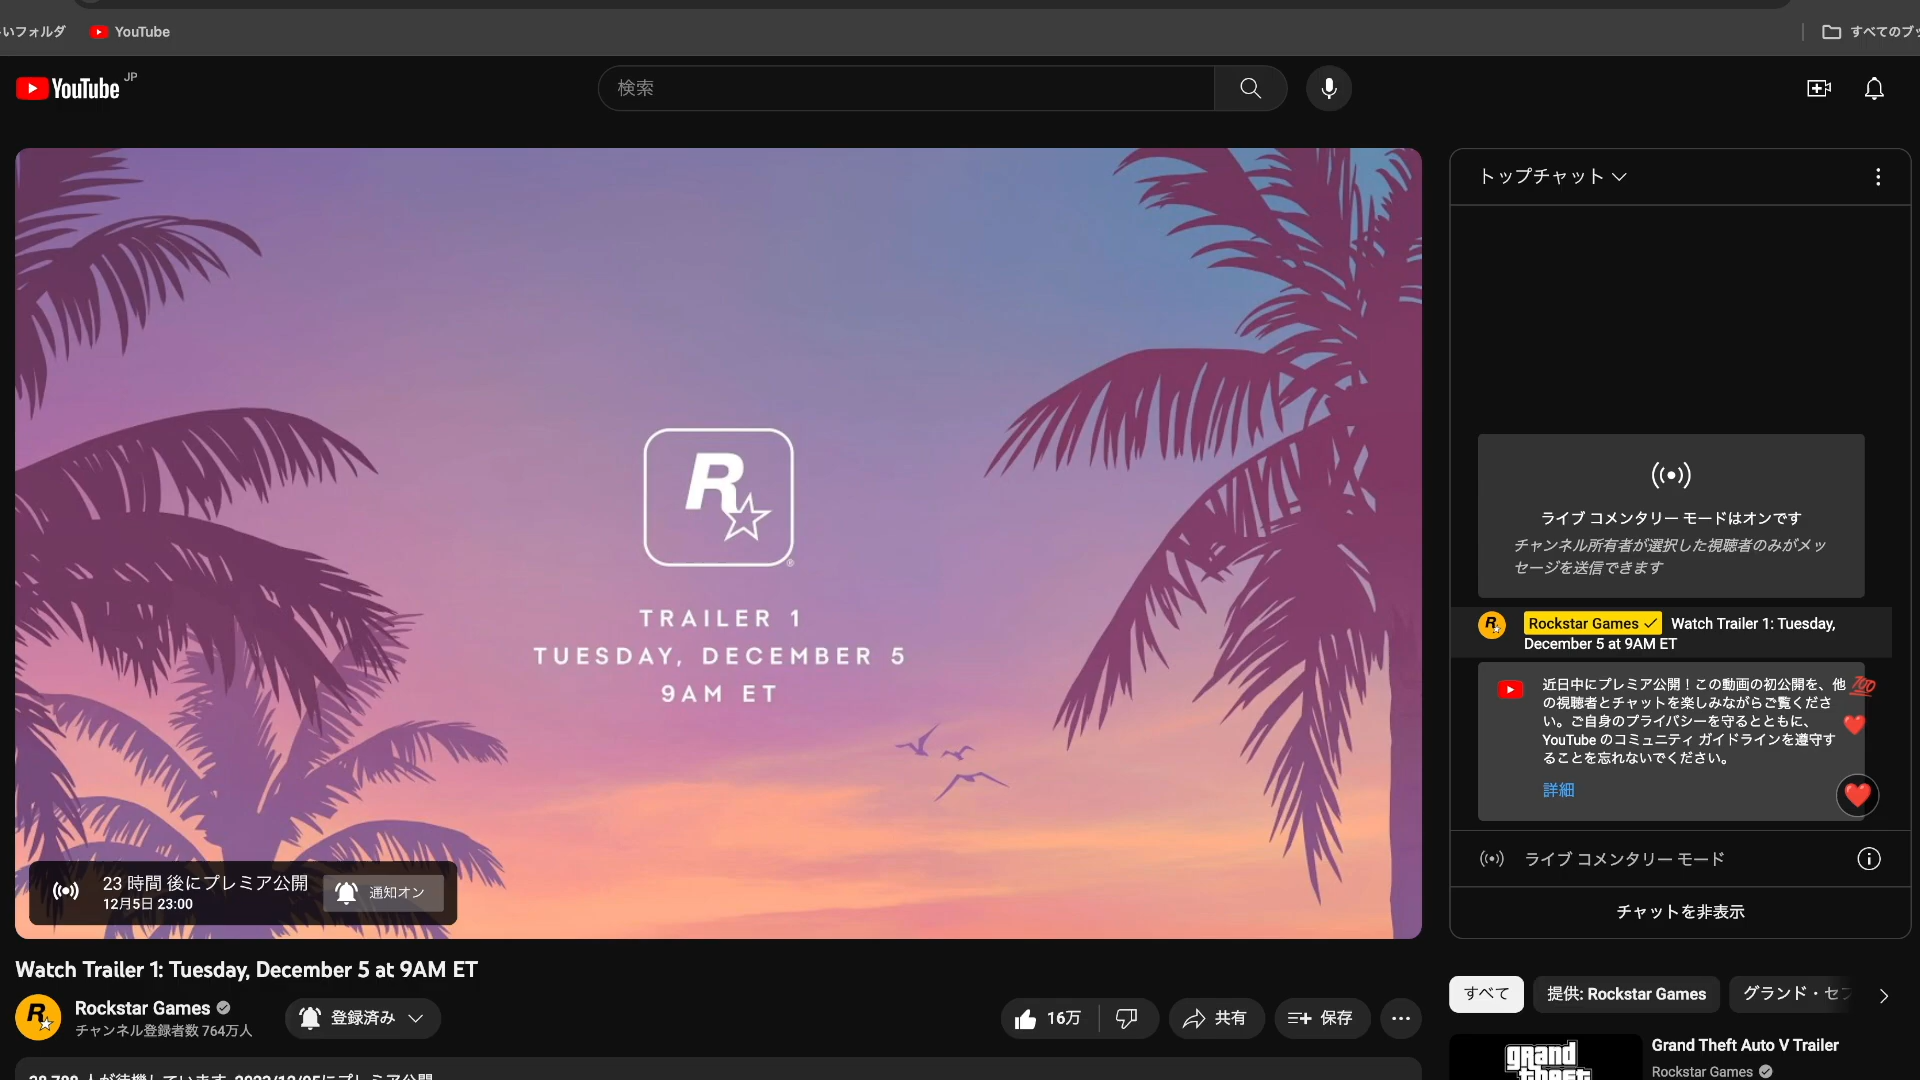 いフォルダ
YouTube
すべてのブッ
YouTube JP
検索
トップチャット
R
TRAILER 1
TUESDAY, DECEMBER 5
9AM ET
23 時間 後にプレミア公開
12月5日 23:00
通知オン
ライブ コメンタリー モードはオンです
チャンネル所有者が選択した視聴者のみがメッ
セージを送信できます
Rockstar Games Watch Trailer 1: Tuesday,
December 5 at 9AM ET
近日中にプレミア公開！この動画の初公開を、他
の視聴者とチャットを楽しみながらご覧くださ
い。ご自身のプライバシーを守るとともに、
YouTube のコミュニティ ガイドラインを遵守す
ることを忘れないでください。
詳細
ライブ コメンタリー モード
チャットを非表示
Watch Trailer 1: Tuesday, December 5 at 9AM ET
Rockstar Games
チャンネル登録者数 764万人
登録済み
16万
共有
保存
すべて
提供: Rockstar Games
グランド・セフ
grand
theft
Grand Theft Auto V Trailer
Rockstar Games